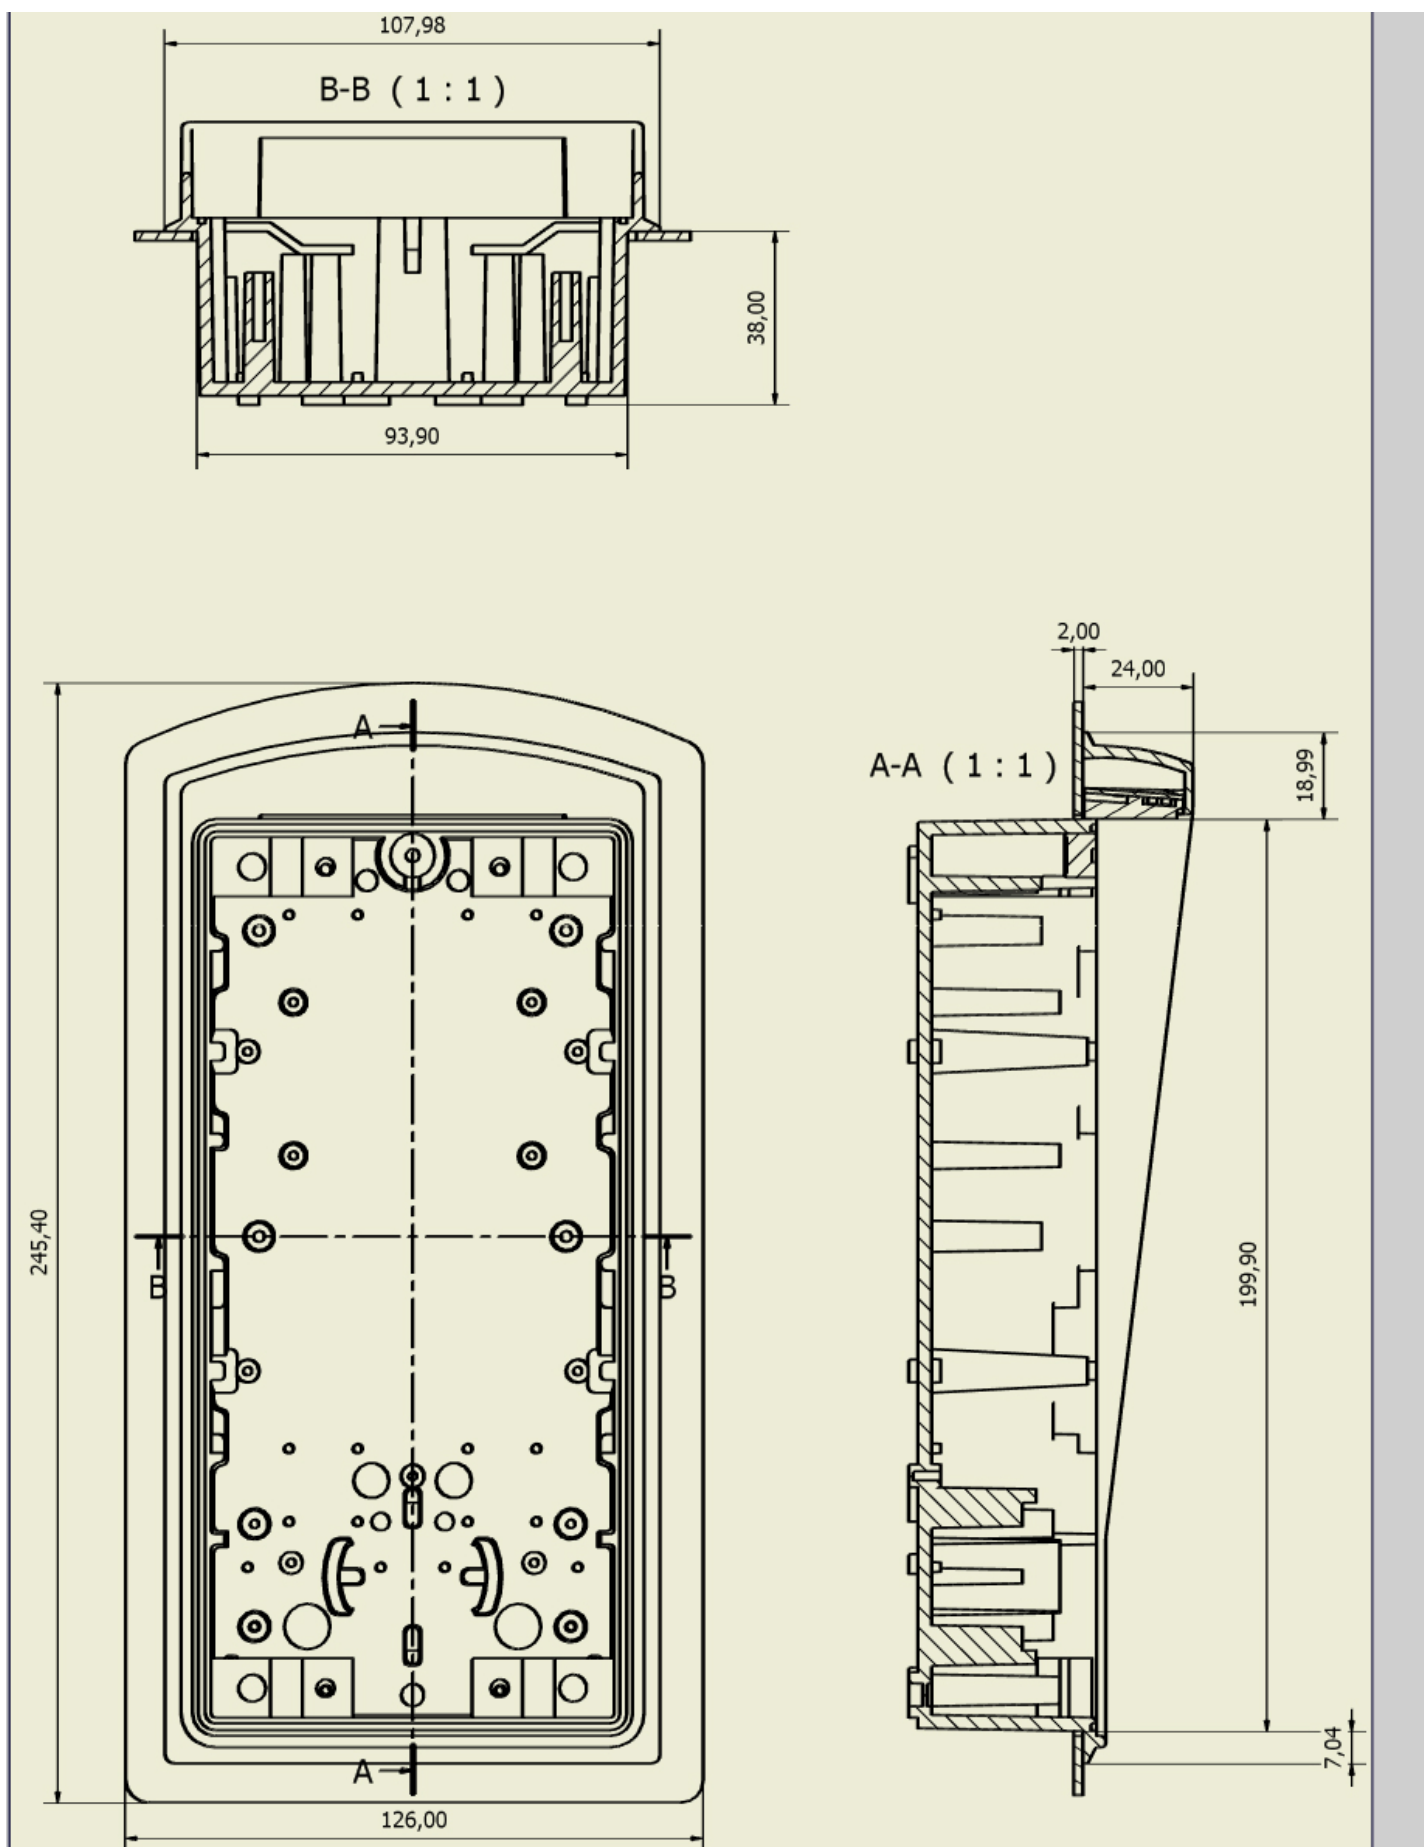 107,98
B-B ( 1 : 1 )
38,00
93,90
2,00
24,00
A-A ( 1 : 1 )
18,99
A
245,40
B
B
199,90
A
7,04
126,00